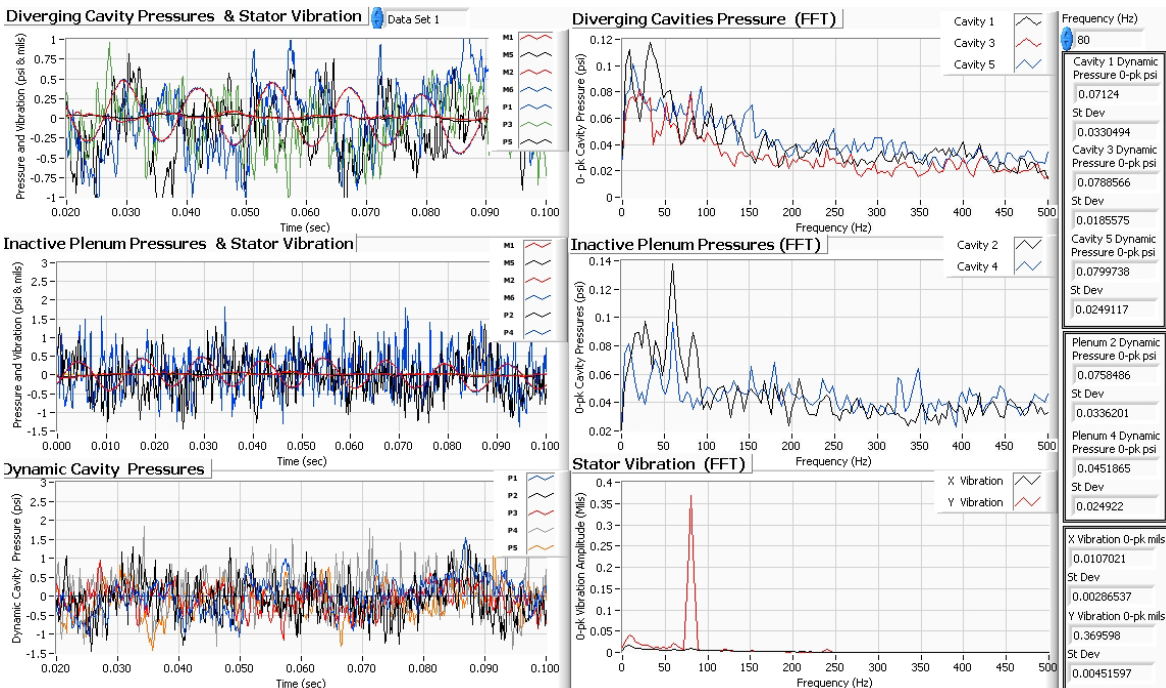 Diverging Cavity Pressures & Stator Vibration
Data Set 1
Pressure and Vibration (psi & mils)
1
0.75
0.5
0.25
0
-0.25
-0.5
-0.75
-1
0.020 0.030 0.040 0.050 0.060 0.070 0.080 0.090 0.100
Time (sec)
M1
M5
M2
M6
P1
P3
P5
Diverging Cavities Pressure (FFT)
Cavity 1
Cavity 3
Cavity 5
0-pk Cavity Pressure (psi)
0.12
0.1
0.08
0.06
0.04
0.02
0
0 50 100 150 200 250 300 350 400 450 500
Frequency (Hz)
Inactive Plenum Pressures & Stator Vibration
Pressure and Vibration (psi & mils)
3
2.5
2
1.5
1
0.5
0
-0.5
-1
-1.5
0.000 0.010 0.020 0.030 0.040 0.050 0.060 0.070 0.080 0.090 0.100
Time (sec)
M1
M5
M2
M6
P2
P4
Inactive Plenum Pressures (FFT)
Cavity 2
Cavity 4
0-pk Cavity Pressures (psi)
0.14
0.12
0.1
0.08
0.06
0.04
0.02
0 50 100 150 200 250 300 350 400 450 500
Frequency (Hz)
Dynamic Cavity Pressures
Dynamic Cavity Pressure (psi)
3
2.5
2
1.5
1
0.5
0
-0.5
-1
-1.5
0.020 0.030 0.040 0.050 0.060 0.070 0.080 0.090 0.100
Time (sec)
P1
P2
P3
P4
P5
Stator Vibration (FFT)
X Vibration
Y Vibration
0-pk Vibration Amplitude (Mils)
0.4
0.35
0.3
0.25
0.2
0.15
0.1
0.05
0
0 50 100 150 200 250 300 350 400 450 500
Frequency (Hz)
Frequency (Hz)
80
Cavity 1 Dynamic
Pressure 0-pk psi
0.07124
St Dev
0.0330494
Cavity 3 Dynamic
Pressure 0-pk psi
0.0788566
St Dev
0.0185575
Cavity 5 Dynamic
Pressure 0-pk psi
0.0799738
St Dev
0.0249117
Plenum 2 Dynamic
Pressure 0-pk psi
0.0758486
St Dev
0.0336201
Plenum 4 Dynamic
Pressure 0-pk psi
0.0451865
St Dev
0.024922
X Vibration 0-pk mils
0.0107021
St Dev
0.00286537
Y Vibration 0-pk mils
0.369598
St Dev
0.00451597